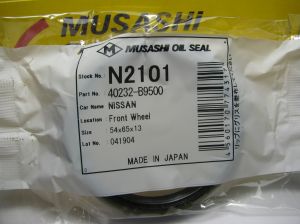 MUSASHI
MUSASHI OIL SEAL
Stock No. N2101
Part No. 40232-B9500
Car Name NISSAN
Location Front Wheel
Size 54x65x13
Lot No. 041904
MADE IN JAPAN